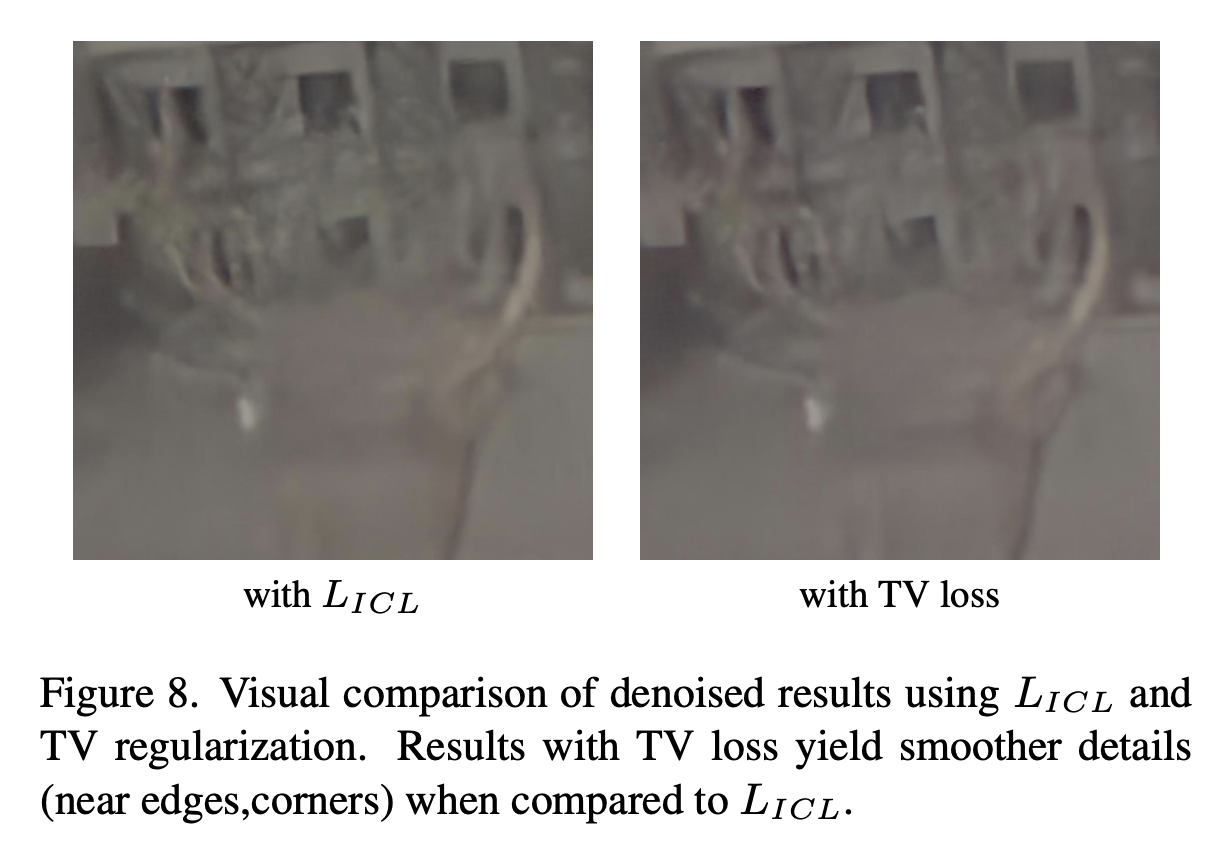 with L_{ICL}
with TV loss
Figure 8. Visual comparison of denoised results using L_{ICL} and
TV regularization. Results with TV loss yield smoother details
(near edges,corners) when compared to L_{ICL}.